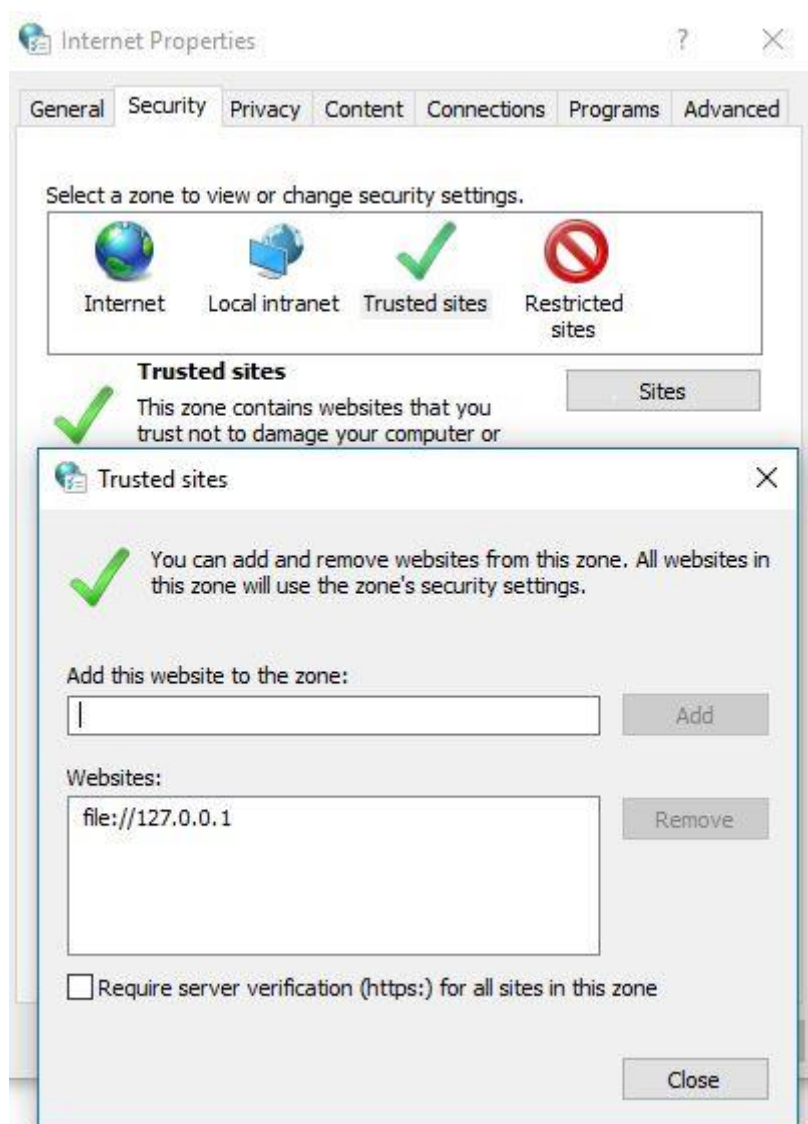 Internet Properties ?
General Security Privacy Content Connections Programs Advanced
Select a zone to view or change security settings.
Internet Local intranet Trusted sites Restricted
sites
Trusted sites
Sites
This zone contains websites that you
trust not to damage your computer or
Trusted sites
You can add and remove websites from this zone. All websites in
this zone will use the zone's security settings.
Add this website to the zone:
Add
Websites:
file://127.0.0.1
Remove
Require server verification (https:) for all sites in this zone
Close